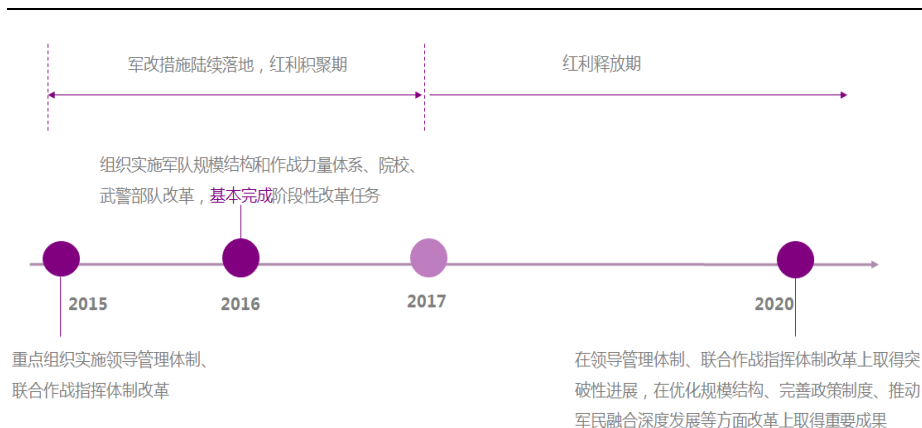 军改措施陆续落地，红利积聚期
红利释放期
组织实施军队规模结构和作战力量体系、院校、
武警部队改革，基本完成阶段性改革任务
2015
2016
2017
2020
重点组织实施领导管理体制、
联合作战指挥体制改革
在领导管理体制、联合作战指挥体制改革上取得突
破性进展，在优化规模结构、完善政策制度、推动
军民融合深度发展等方面改革上取得重要成果